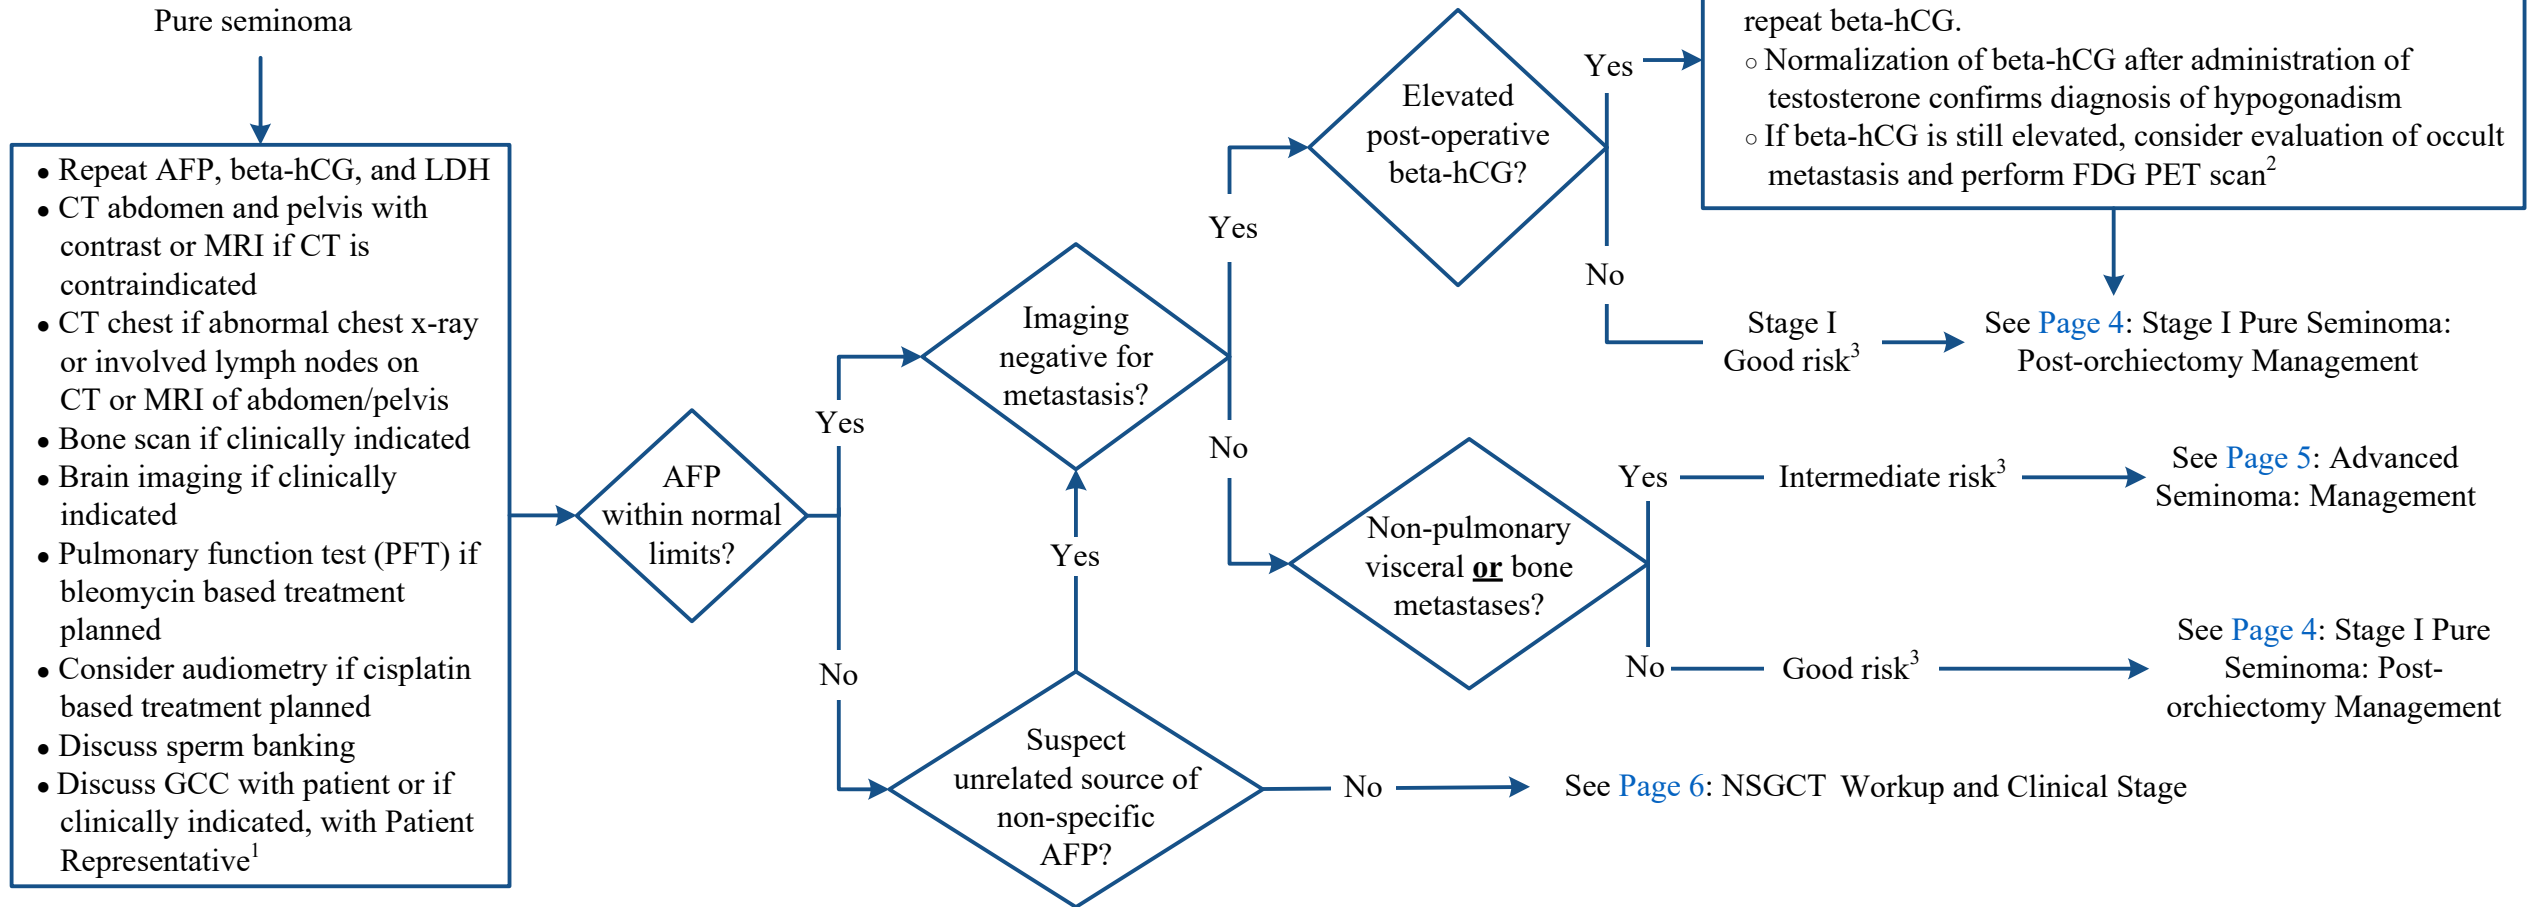 Pure seminoma
• Repeat AFP, beta-hCG, and LDH
• CT abdomen and pelvis with
contrast or MRI if CT is
contraindicated
• CT chest if abnormal chest x-ray
or involved lymph nodes on
CT or MRI of abdomen/pelvis
• Bone scan if clinically indicated
• Brain imaging if clinically
indicated
• Pulmonary function test (PFT) if
bleomycin based treatment
planned
• Consider audiometry if cisplatin
based treatment planned
• Discuss sperm banking
• Discuss GCC with patient or if
clinically indicated, with Patient
Representative1
AFP
within normal
limits?
Yes
No
Imaging
negative for
metastasis?
Yes
Suspect
unrelated source of
non-specific
AFP?
No
See Page 6: NSGCT Workup and Clinical Stage
Yes
No
Elevated
post-operative
beta-hCG?
Yes
No
repeat beta-hCG.
○ Normalization of beta-hCG after administration of
testosterone confirms diagnosis of hypogonadism
○ If beta-hCG is still elevated, consider evaluation of occult
metastasis and perform FDG PET scan2
Stage I
Good risk3
See Page 4: Stage I Pure Seminoma:
Post-orchiectomy Management
Non-pulmonary
visceral or bone
metastases?
Yes
Intermediate risk3
See Page 5: Advanced
Seminoma: Management
No
Good risk3
See Page 4: Stage I Pure
Seminoma: Post-
orchiectomy Management